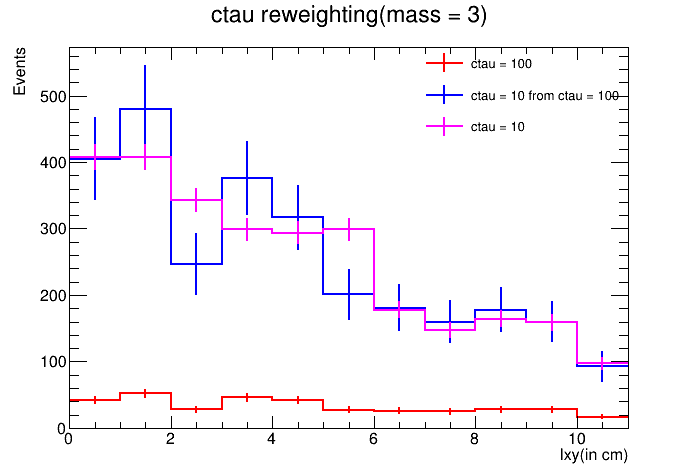 ctau reweighting(mass = 3)
Events
ctau = 100
ctau = 10 from ctau = 100
ctau = 10
500
400
300
200
100
0
0 2 4 6 8 10
lxy(in cm)